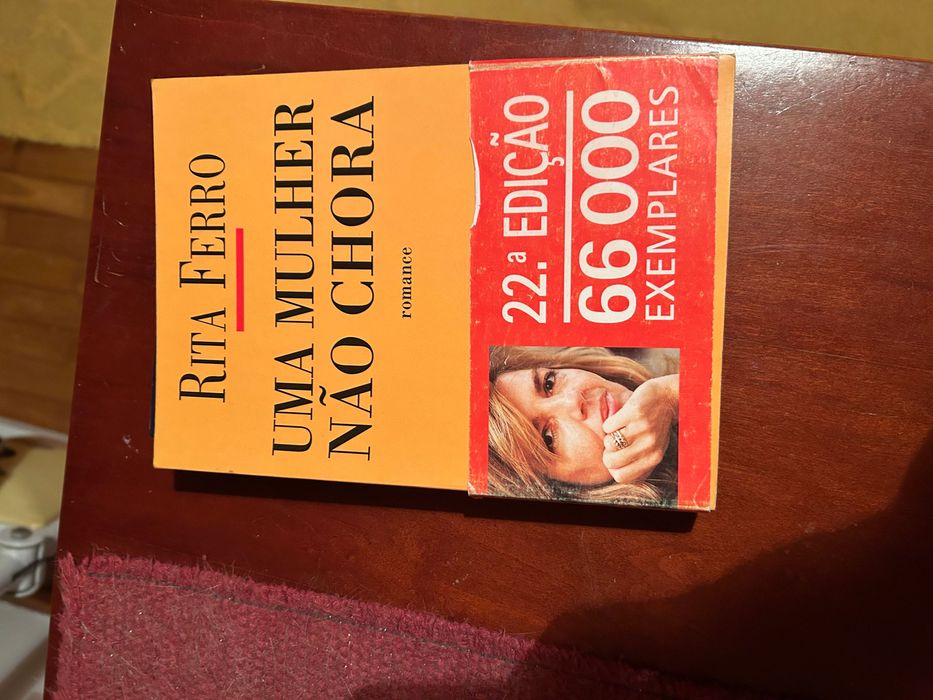 RITA FERRO
UMA MULHER
NÃO CHORA
romance
22.ª EDIÇÃO
66 000
EXEMPLARES